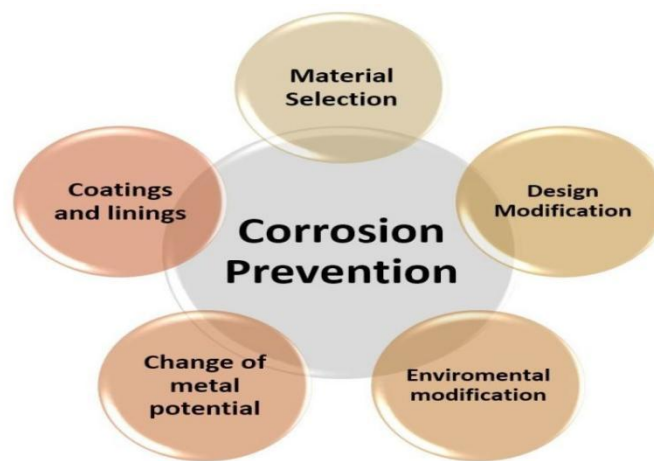 Material
Selection
Coatings
and linings
Design
Modification
Corrosion
Prevention
Change of
metal
potential
Enviromental
modification